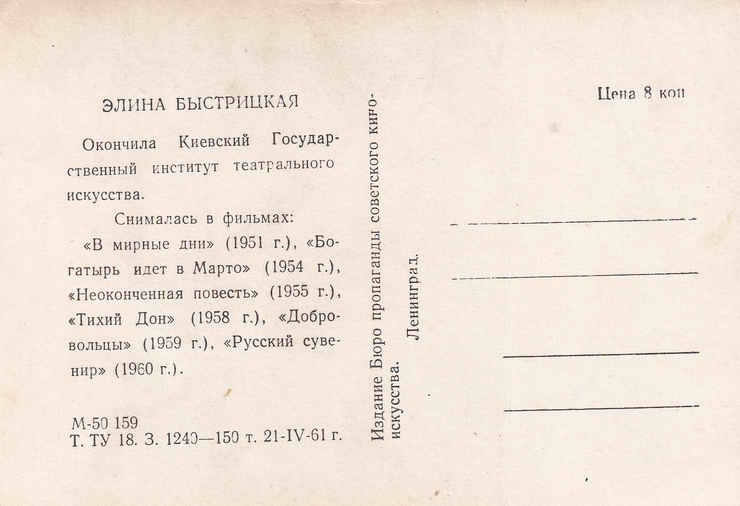 ЭЛИНА БЫСТРИЦКАЯ
Окончила Киевский Государ-
ственный институт театрального
искусства.
Снималась в фильмах:
«В мирные дни» (1951 г.), «Бо-
гатырь идет в Марто» (1954 г.),
«Неоконченная повесть» (1955 г.),
«Тихий Дон» (1958 г.), «Добро-
вольцы» (1959 г.), «Русский суве-
нир» (1960 г.).
М-50 159
Т. ТУ 18. З. 1240—150 т. 21-IV-61 г.
Издание Бюро пропаганды советского кино-
искусства.
Ленинград.
Цена 8 коп